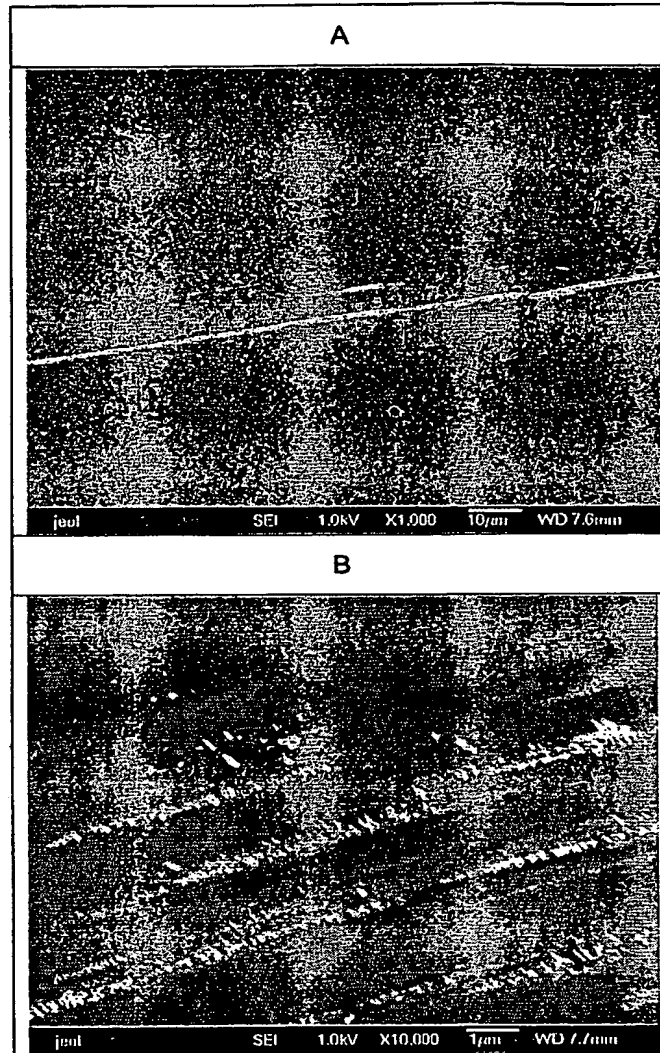 A
jeol SEI 1.0kV X1,000 10µm WD 7.6mm
B
jeol SEI 1.0kV X10,000 1µm WD 7.7mm